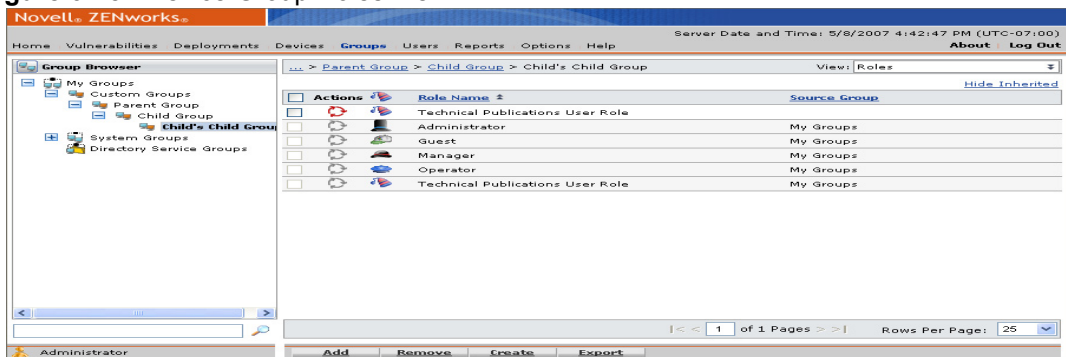 Novell® ZENworks®
Server Date and Time: 5/8/2007 4:42:47 PM (UTC-07:00)
Home Vulnerabilities Deployments Devices Groups Users Reports Options Help
About Log Out
Group Browser
... > Parent Group > Child Group > Child's Child Group
View: Roles
My Groups
Custom Groups
Parent Group
Child Group
Child's Child Grou
System Groups
Directory Service Groups
Hide Inherited
Actions Role Name Source Group
Technical Publications User Role
Administrator My Groups
Guest My Groups
Manager My Groups
Operator My Groups
Technical Publications User Role My Groups
|< < 1 of 1 Pages > >| Rows Per Page: 25
Administrator
Add Remove Create Export